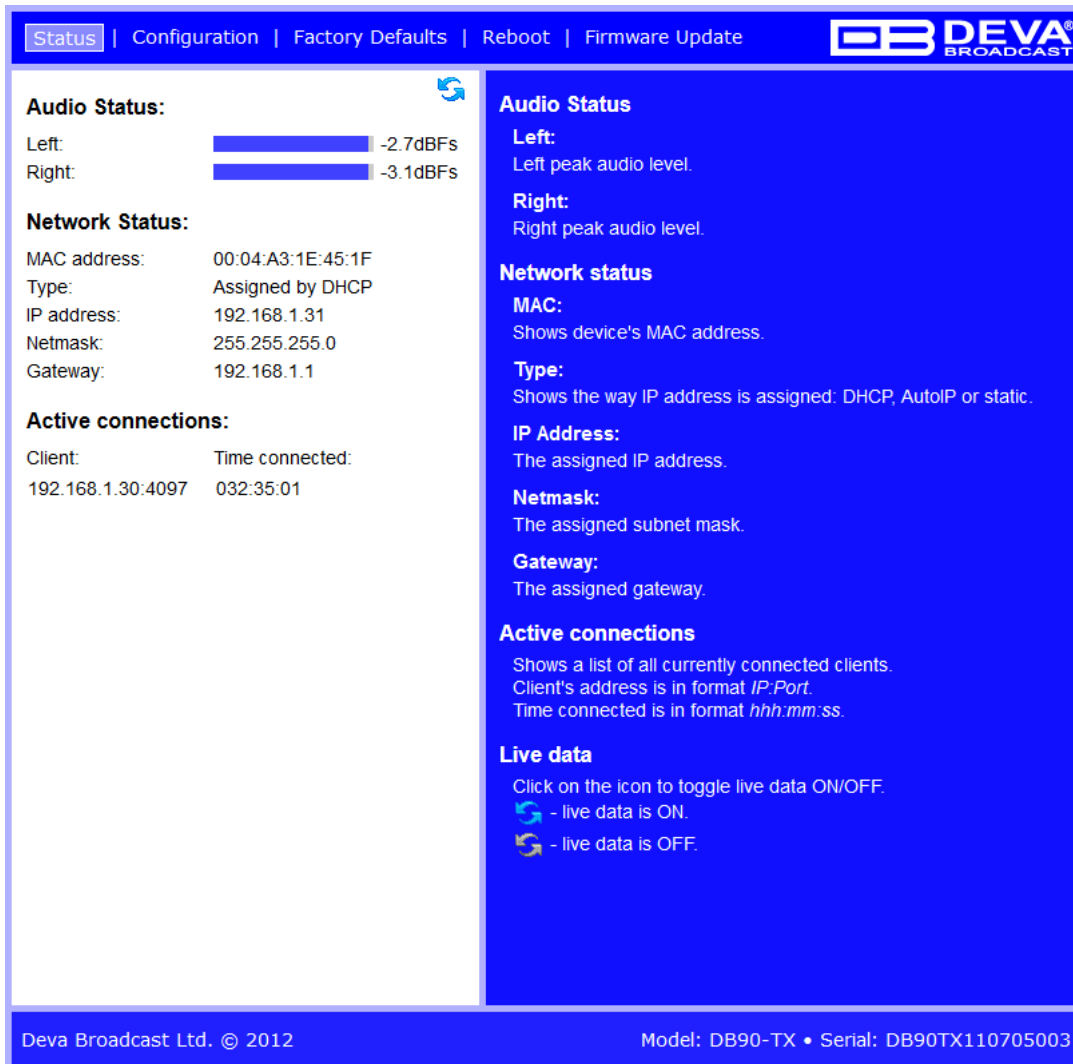 Status | Configuration | Factory Defaults | Reboot | Firmware Update
DEVA®
BROADCAST
Audio Status:
Left: -2.7dBFs
Right: -3.1dBFs
Network Status:
MAC address: 00:04:A3:1E:45:1F
Type: Assigned by DHCP
IP address: 192.168.1.31
Netmask: 255.255.255.0
Gateway: 192.168.1.1
Active connections:
Client: Time connected:
192.168.1.30:4097 032:35:01
Audio Status
Left:
Left peak audio level.
Right:
Right peak audio level.
Network status
MAC:
Shows device's MAC address.
Type:
Shows the way IP address is assigned: DHCP, AutoIP or static.
IP Address:
The assigned IP address.
Netmask:
The assigned subnet mask.
Gateway:
The assigned gateway.
Active connections
Shows a list of all currently connected clients.
Client's address is in format IP:Port.
Time connected is in format hhh:mm:ss.
Live data
Click on the icon to toggle live data ON/OFF.
- live data is ON.
- live data is OFF.
Deva Broadcast Ltd. © 2012
Model: DB90-TX • Serial: DB90TX110705003